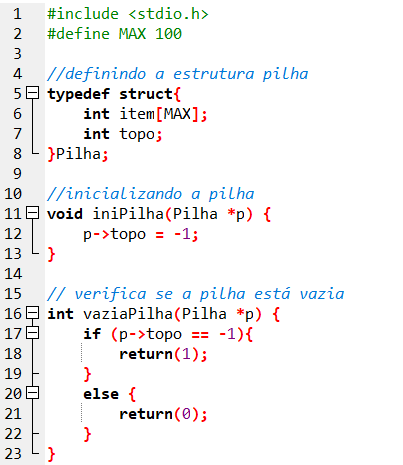 1 #include <stdio.h>
2 #define MAX 100
3
4 //definindo a estrutura pilha
5 typedef struct{
6     int item[MAX];
7     int topo;
8 }Pilha;
9
10 //inicializando a pilha
11 void iniPilha(Pilha *p) {
12     p->topo = -1;
13 }
14
15 // verifica se a pilha está vazia
16 int vaziaPilha(Pilha *p) {
17     if (p->topo == -1){
18         return(1);
19     }
20     else {
21         return(0);
22     }
23 }